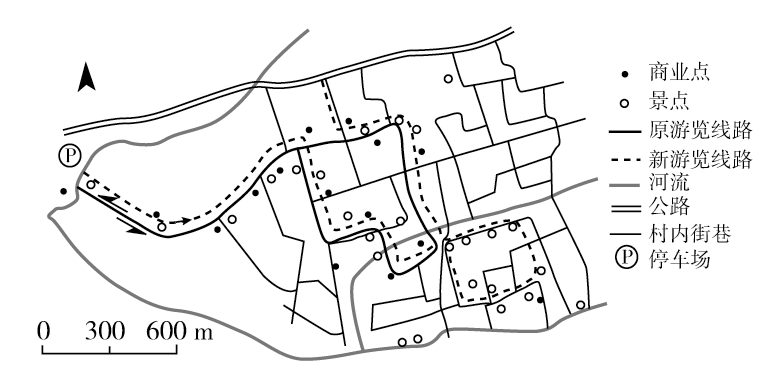 P
商业点
景点
原游览线路
新游览线路
河流
公路
村内街巷
P 停车场
0 300 600 m